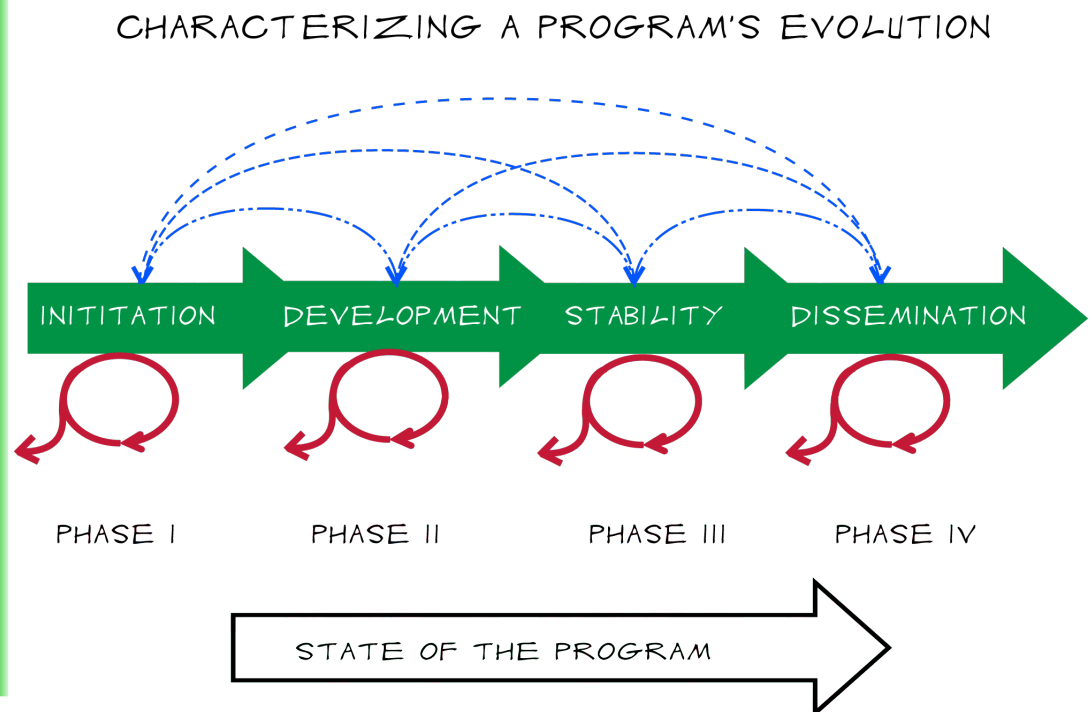 CHARACTERIZING A PROGRAM'S EVOLUTION
INITITATION DEVELOPMENT STABILITY DISSEMINATION
PHASE I PHASE II PHASE III PHASE IV
STATE OF THE PROGRAM